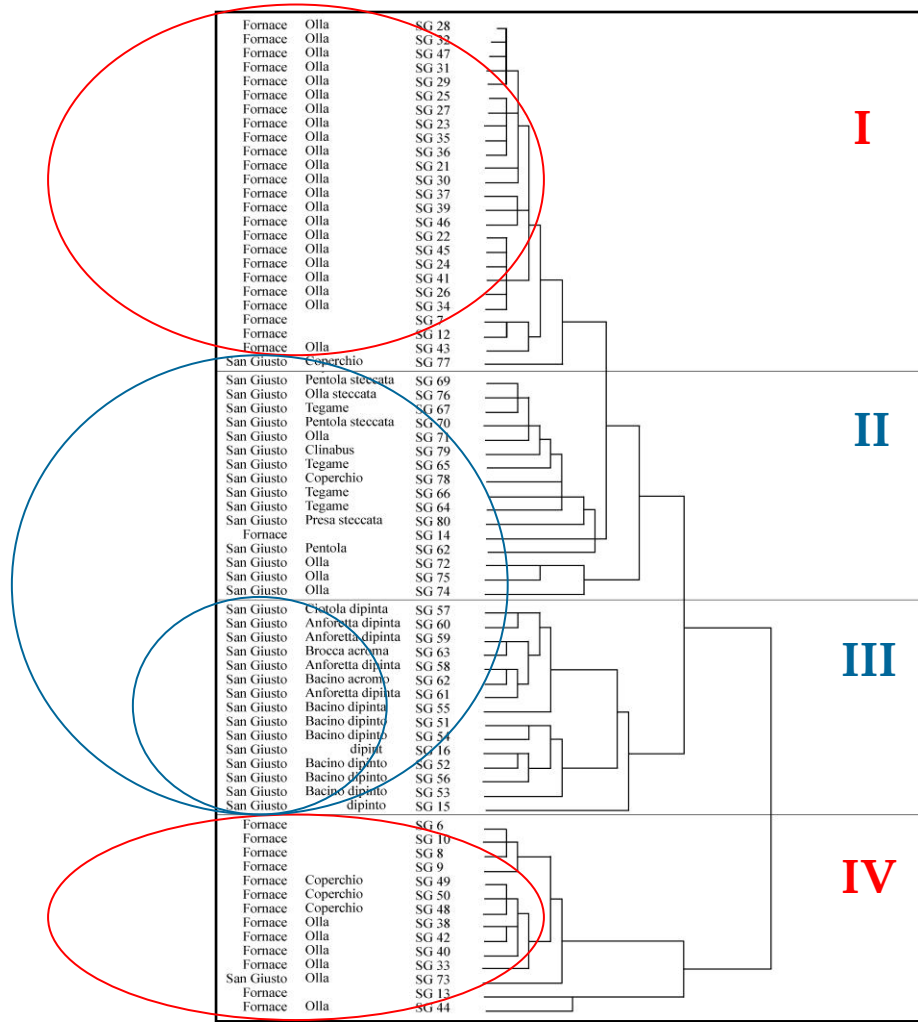 Fornace Olla SG 28
Fornace Olla SG 32
Fornace Olla SG 47
Fornace Olla SG 31
Fornace Olla SG 29
Fornace Olla SG 25
Fornace Olla SG 27
Fornace Olla SG 23
Fornace Olla SG 35
Fornace Olla SG 36
Fornace Olla SG 21
Fornace Olla SG 30
Fornace Olla SG 37
Fornace Olla SG 39
Fornace Olla SG 46
Fornace Olla SG 22
Fornace Olla SG 45
Fornace Olla SG 24
Fornace Olla SG 41
Fornace Olla SG 26
Fornace Olla SG 34
Fornace SG 7
Fornace SG 12
Fornace Olla SG 43
San Giusto Coperchio SG 77
I
San Giusto Pentola steccata SG 69
San Giusto Olla steccata SG 76
San Giusto Tegame SG 67
San Giusto Pentola steccata SG 70
San Giusto Olla SG 71
San Giusto Clinabus SG 79
San Giusto Tegame SG 65
San Giusto Coperchio SG 78
San Giusto Tegame SG 66
San Giusto Tegame SG 64
San Giusto Presa steccata SG 80
Fornace SG 14
San Giusto Pentola SG 62
San Giusto Olla SG 72
San Giusto Olla SG 75
San Giusto Olla SG 74
II
San Giusto Ciotola dipinta SG 57
San Giusto Anforetta dipinta SG 60
San Giusto Anforetta dipinta SG 59
San Giusto Brocca acroma SG 63
San Giusto Anforetta dipinta SG 58
San Giusto Bacino acromo SG 62
San Giusto Anforetta dipinta SG 61
San Giusto Bacino dipinta SG 55
San Giusto Bacino dipinto SG 51
San Giusto Bacino dipinto SG 54
San Giusto dipint SG 16
San Giusto Bacino dipinto SG 52
San Giusto Bacino dipinto SG 56
San Giusto Bacino dipinto SG 53
San Giusto dipinto SG 15
III
Fornace SG 6
Fornace SG 10
Fornace SG 8
Fornace SG 9
Fornace Coperchio SG 49
Fornace Coperchio SG 50
Fornace Coperchio SG 48
Fornace Olla SG 38
Fornace Olla SG 42
Fornace Olla SG 40
Fornace Olla SG 33
San Giusto Olla SG 73
Fornace SG 13
Fornace Olla SG 44
IV